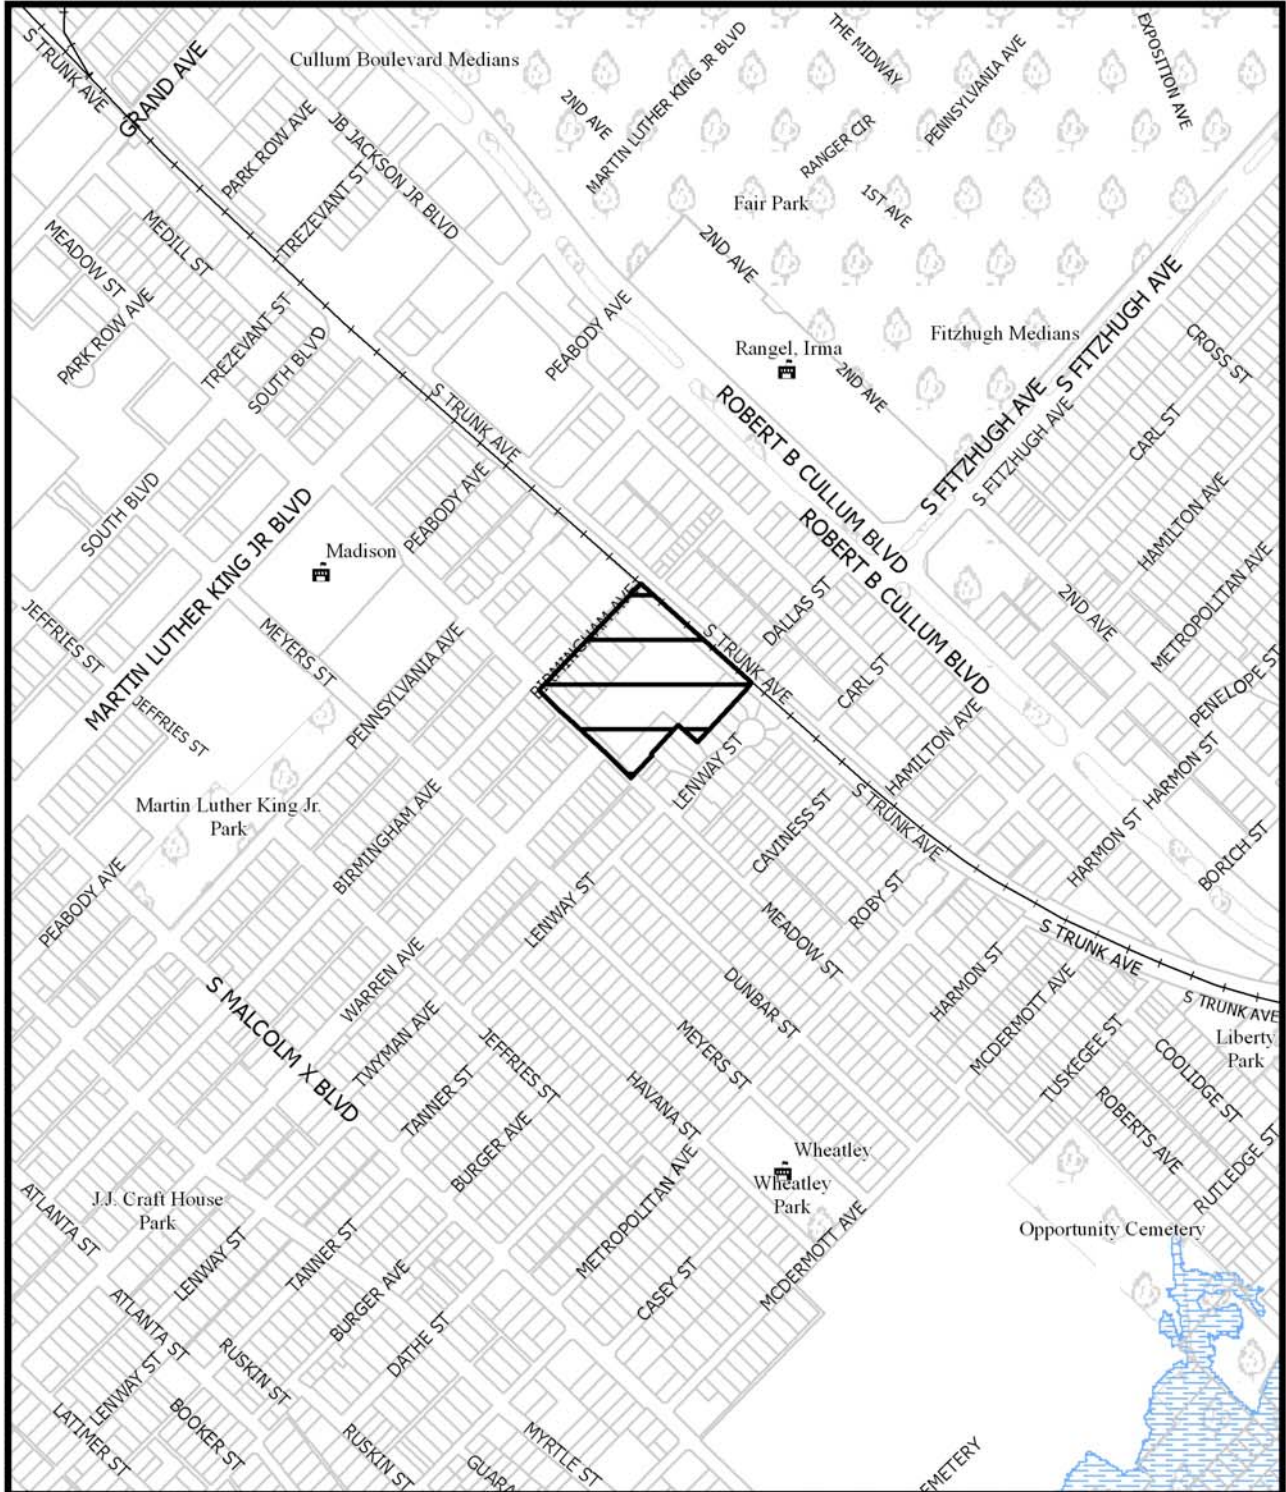 Cullum Boulevard Medians
THE MIDWAY
EXPOSITION AVE
S TRUNK AVE
GRAND AVE
MARTIN LUTHER KING JR BLVD
PENNSYLVANIA AVE
2ND AVE
PARK ROW AVE
JB JACKSON JR BLVD
RANGER CIR
TREZEVANT ST
Fair Park
1ST AVE
MEDILL ST
MEADOW ST
2ND AVE
PARK ROW AVE
TREZEVANT ST
SOUTH BLVD
PEABODY AVE
S FITZHUGH AVE
Fitzhugh Medians
CROSS ST
Rangel, Irma
2ND AVE
S TRUNK AVE
ROBERT B CULLUM BLVD
S FITZHUGH AVE
S FITZHUGH AVE
CARL ST
SOUTH BLVD
PEABODY AVE
HAMILTON AVE
MARTIN LUTHER KING JR BLVD
Madison
ROBERT B CULLUM BLVD
JEFFRIES ST
MEYERS ST
BIRMINGHAM AVE
DALLAS ST
2ND AVE
METROPOLITAN AVE
S TRUNK AVE
PENNSYLVANIA AVE
CARL ST
PENELOPE ST
JEFFRIES ST
HAMILTON AVE
LENWAY ST
HARMON ST
Martin Luther King Jr.
Park
BIRMINGHAM AVE
CAVINESS ST
S TRUNK AVE
HARMON ST
BORICH ST
PEABODY AVE
LENWAY ST
ROBY ST
MEADOW ST
S TRUNK AVE
WARREN AVE
DUNBAR ST
HARMON ST
S MALCOLM X BLVD
TWYMAN AVE
MCDERMOTT AVE
S TRUNK AVE
Liberty
Park
JEFFRIES ST
MEYERS ST
TUSKEGEE ST
COOLIDGE ST
TANNER ST
HAVANA ST
ROBERTS AVE
BURGER AVE
Wheatley
Wheatley
Park
RUTLEDGE ST
METROPOLITAN AVE
J.J. Craft House
Park
ATLANTA ST
MCDERMOTT AVE
Opportunity Cemetery
LENWAY ST
TANNER ST
CASEY ST
BURGER AVE
ATLANTA ST
DATHE ST
RUSKIN ST
LENWAY ST
BOOKER ST
LATIMER ST
RUSKIN ST
MYRTLE ST
GUARA
EMETERY